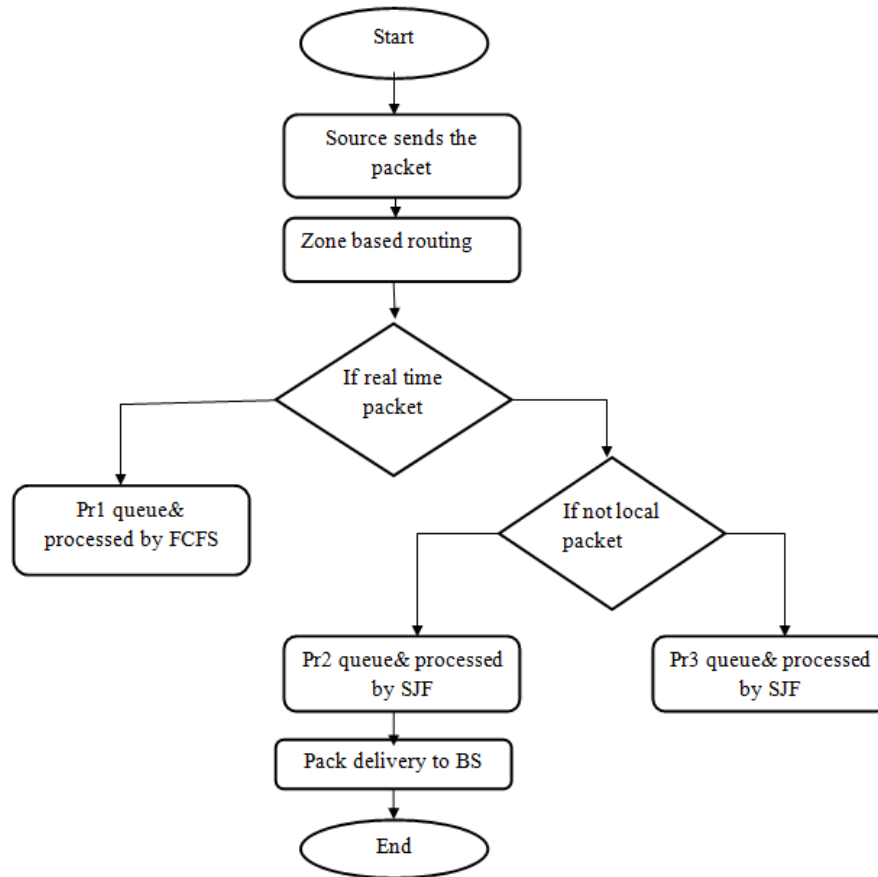 Start
Source sends the
packet
Zone based routing
If real time
packet
Pr1 queue&
processed by FCFS
If not local
packet
Pr2 queue& processed
by SJF
Pr3 queue& processed
by SJF
Pack delivery to BS
End